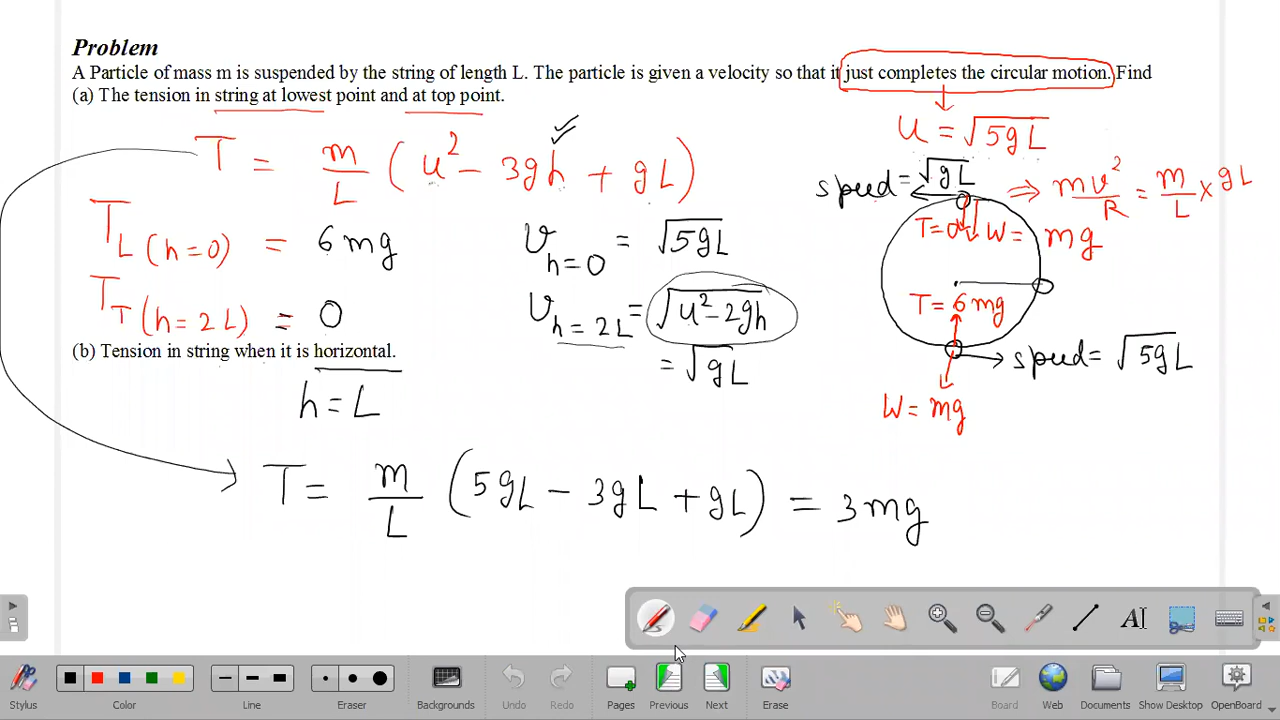 Problem
A Particle of mass m is suspended by the string of length L. The particle is given a velocity so that it just completes the circular motion. Find
(a) The tension in string at lowest point and at top point.
u = √5gL
T = m/L (u² − 3gh + gL)
speed = √gL
⇒ mv²/R = m/L × gL
T_L (h=0) = 6mg
v_h=0 = √5gL
T=0 W = mg
T_T (h=2L) = 0
v_h=2L = √u²−2gh
T=6mg
= √gL
(b) Tension in string when it is horizontal.
speed = √5gL
h = L
W = mg
T = m/L (5gL − 3gL + gL) = 3mg
Stylus Color Line Eraser Backgrounds Undo Redo Pages Previous Next Erase Board Web Documents Show Desktop OpenBoard